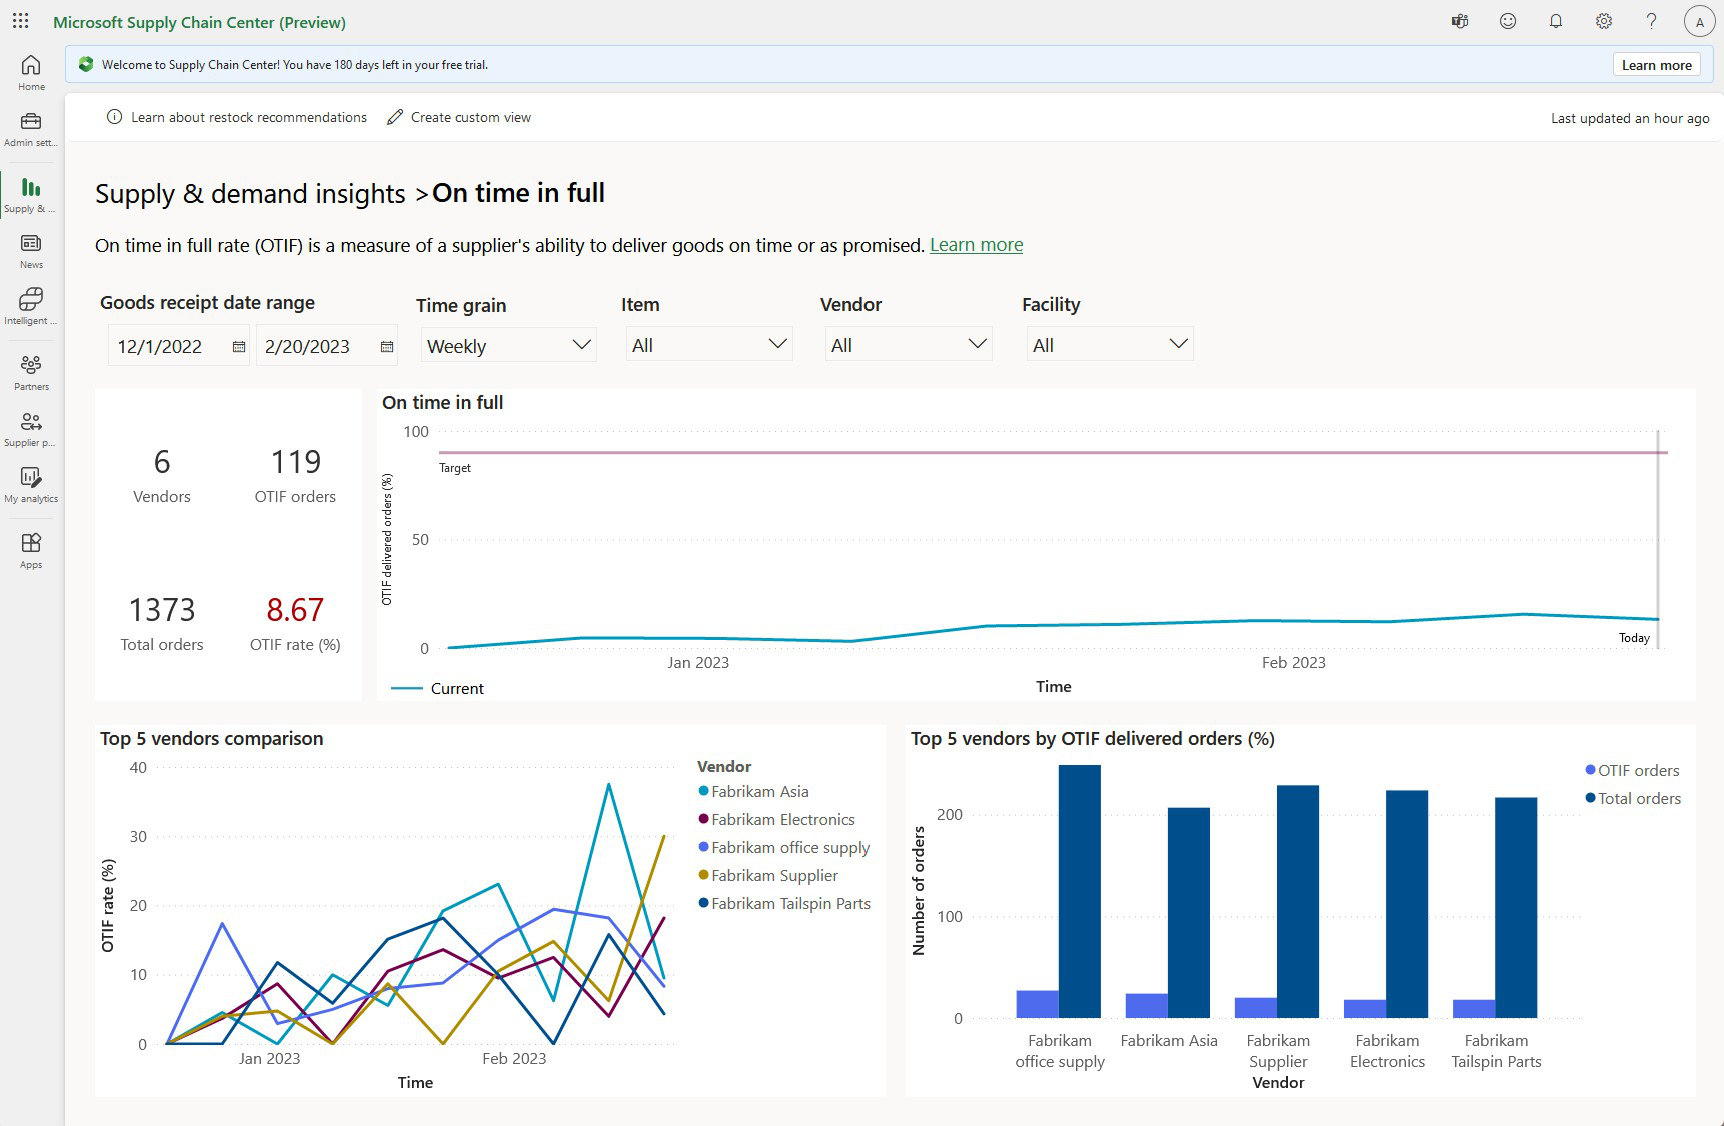 Microsoft Supply Chain Center (Preview)
A
Welcome to Supply Chain Center! You have 180 days left in your free trial.
Learn more
Home
Admin sett...
Supply & ...
News
Intelligent ...
Partners
Supplier p...
My analytics
Apps
Learn about restock recommendations
Create custom view
Last updated an hour ago
Supply & demand insights >On time in full
On time in full rate (OTIF) is a measure of a supplier's ability to deliver goods on time or as promised. Learn more
Goods receipt date range
Time grain
Item
Vendor
Facility
12/1/2022
2/20/2023
Weekly
All
All
All
6
Vendors
119
OTIF orders
1373
Total orders
8.67
OTIF rate (%)
On time in full
OTIF delivered orders (%)
100
50
0
Target
Today
Jan 2023
Feb 2023
Time
Current
Top 5 vendors comparison
OTIF rate (%)
40
30
20
10
0
Jan 2023
Feb 2023
Time
Vendor
Fabrikam Asia
Fabrikam Electronics
Fabrikam office supply
Fabrikam Supplier
Fabrikam Tailspin Parts
Top 5 vendors by OTIF delivered orders (%)
Number of orders
200
100
0
OTIF orders
Total orders
Fabrikam office supply
Fabrikam Asia
Fabrikam Supplier
Fabrikam Electronics
Fabrikam Tailspin Parts
Vendor